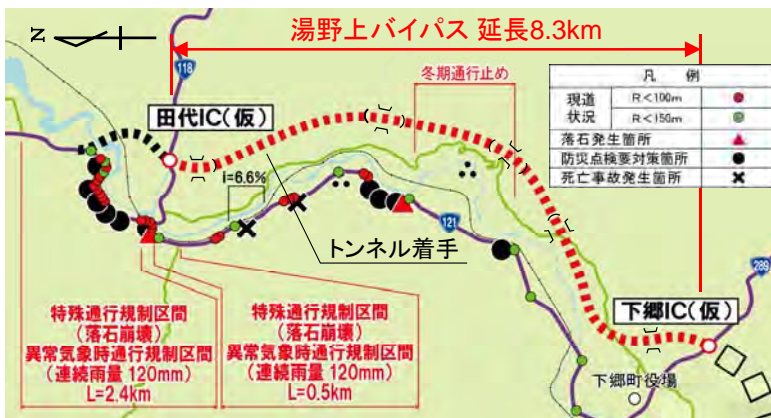 湯野上バイパス 延長8.3km
N
118
冬期通行止め
田代IC(仮)
凡 例
現道状況
R<100m
R<150m
落石発生箇所
防災点検要対策箇所
死亡事故発生箇所
i=6.6%
121
トンネル着手
289
下郷IC(仮)
下郷町役場
特殊通行規制区間
(落石崩壊)
異常気象時通行規制区間
(連続雨量 120mm)
L=2.4km
特殊通行規制区間
(落石崩壊)
異常気象時通行規制区間
(連続雨量 120mm)
L=0.5km